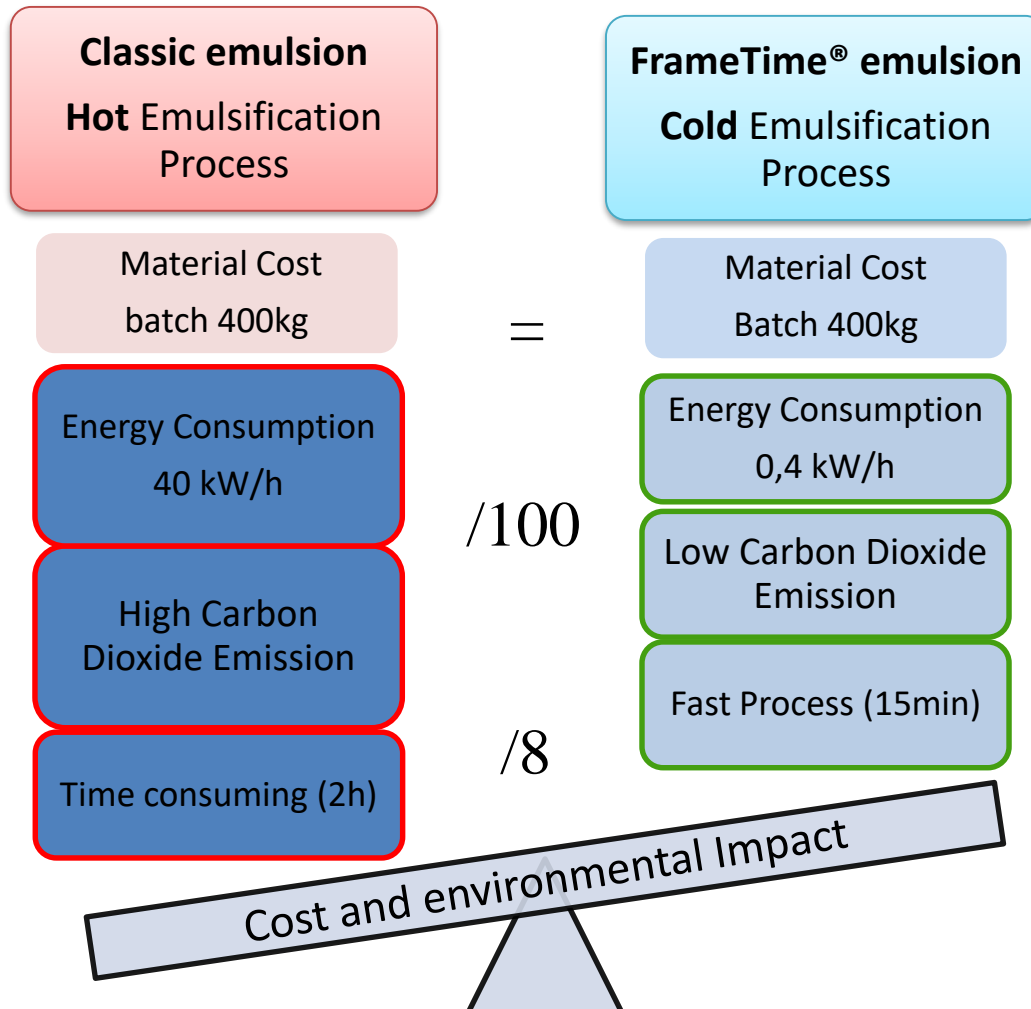 Classic emulsion
Hot Emulsification
Process
FrameTime® emulsion
Cold Emulsification
Process
Material Cost
batch 400kg
=
Material Cost
Batch 400kg
Energy Consumption
40 kW/h
/100
Energy Consumption
0,4 kW/h
High Carbon
Dioxide Emission
Low Carbon Dioxide
Emission
Time consuming (2h)
/8
Fast Process (15min)
Cost and environmental Impact